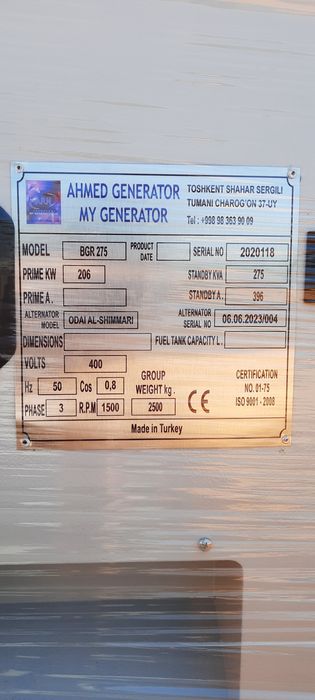 AHMED GENERATOR
MY GENERATOR
TOSHKENT SHAHAR SERGILI
TUMANI CHAROG'ON 37-UY
Tel : +998 98 363 90 09
MODEL BGR 275 PRODUCT DATE SERIAL NO 2020118
PRIME KW 206 STANDBY KVA 275
PRIME A . STANDBY A . 396
ALTERNATOR MODEL ODAI AL-SHIMMARI ALTERNATOR SERIAL NO 06.06.2023/004
DIMENSIONS FUEL TANK CAPACITY L .
VOLTS 400
Hz 50 Cos 0,8 GROUP WEIGHT kg . CERTIFICATION
NO. 01-75
PHASE 3 R.P.M 1500 2500 CE ISO 9001 - 2008
Made in Turkey